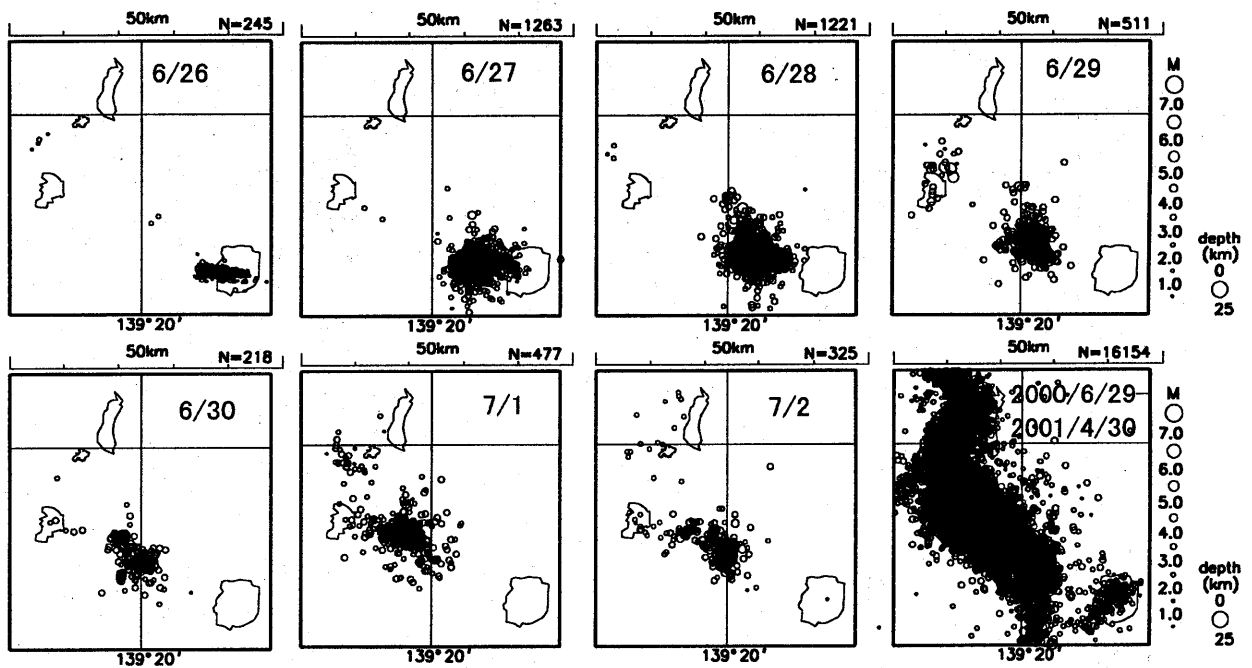 50km N=245
6/26
139° 20'
50km N=1263
6/27
139° 20'
50km N=1221
6/28
139° 20'
50km N=511
6/29
139° 20'
M
7.0
6.0
5.0
4.0
3.0
2.0
1.0
depth
(km)
0
25
50km N=218
6/30
139° 20'
50km N=477
7/1
139° 20'
50km N=325
7/2
139° 20'
50km N=16154
2000/6/29
2001/4/30
139° 20'
M
7.0
6.0
5.0
4.0
3.0
2.0
1.0
depth
(km)
0
25